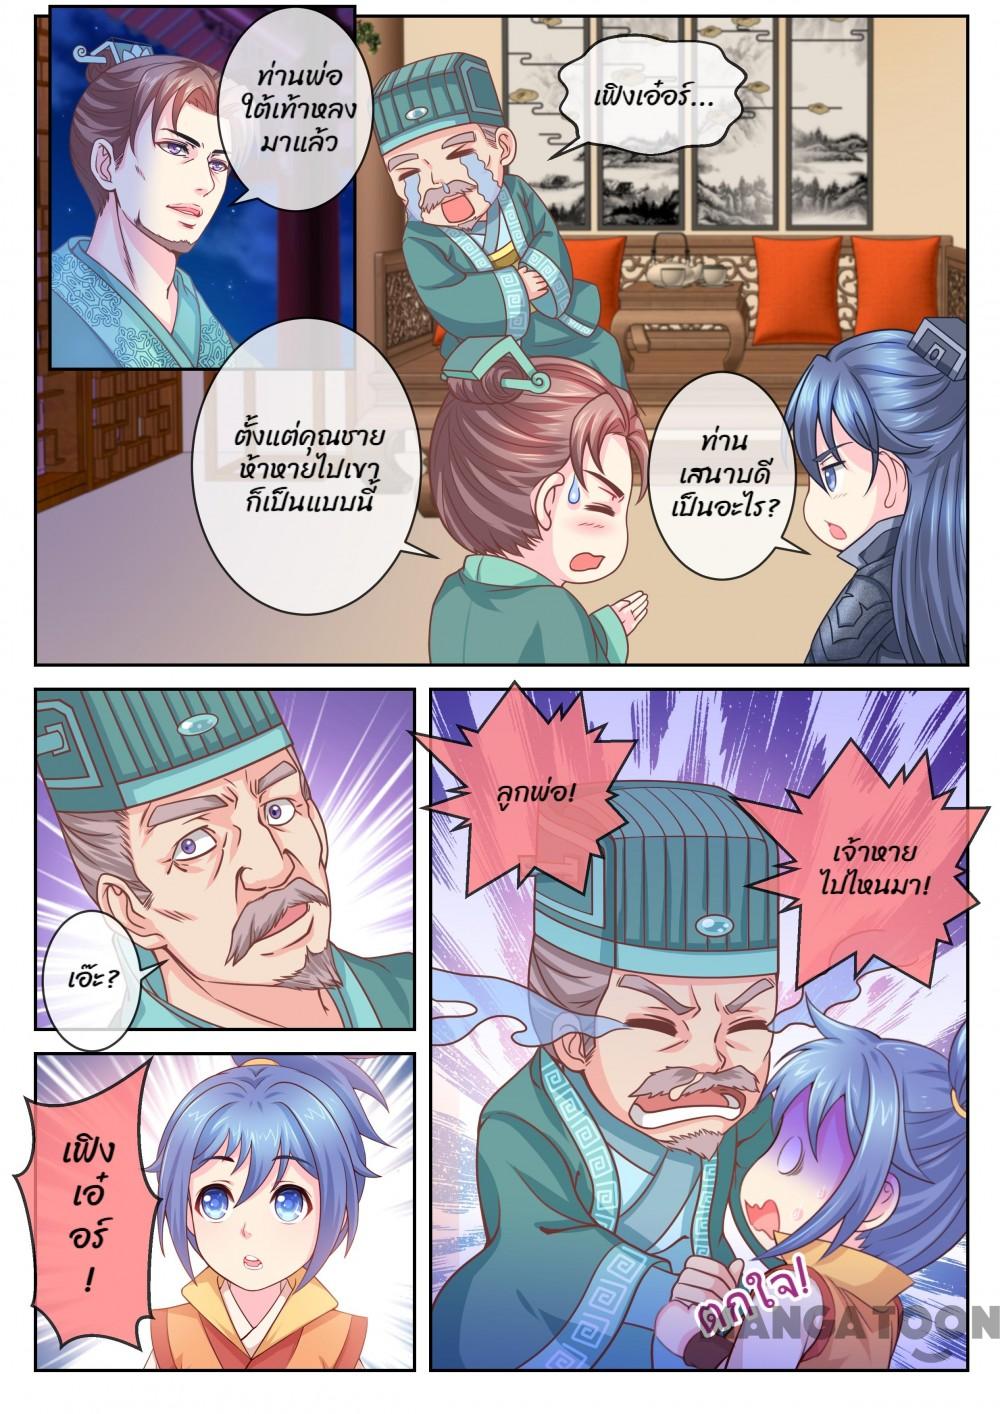 ท่านพ่อ
ใต้เท้าหลง
มาแล้ว
เฟิงเอ๋อร์...
ท่าน
เสนาบดี
เป็นอะไร?
ตั้งแต่คุณชาย
ห้าหายไปเขา
ก็เป็นแบบนี้
เอ๊ะ?
ลูกพ่อ!
เจ้าหาย
ไปไหนมา!
เฟิง
เอ๋
อร์
!
ตกใจ!
MANGATOON